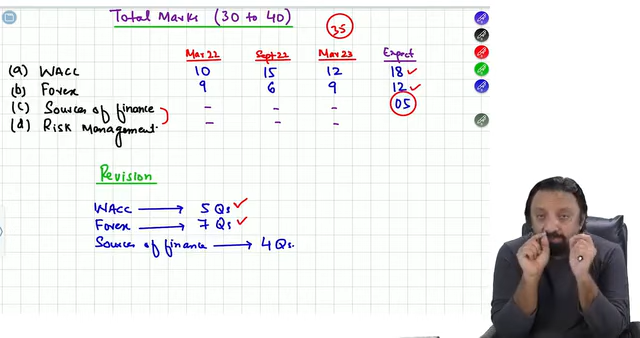 Total Marks (30 to 40) 35
Mar 22 Sept 22 Mar 23 Expect
(a) WACC 10 15 12 18 ✓
(b) Forex 9 6 9 12 ✓
(c) Sources of finance - - - 05
(d) Risk Management. - - -
Revision
WACC → 5 Qs ✓
Forex → 7 Qs ✓
Sources of finance → 4 Qs.